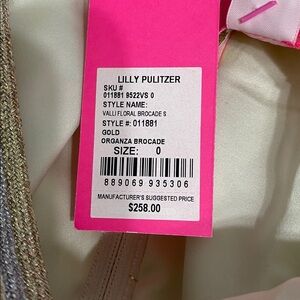 LILLY PULITZER
SKU #
011881 9522VS 0
STYLE NAME:
VALLI FLORAL BROCADE S
STYLE #: 011881
GOLD
ORGANZA BROCADE
SIZE: 0
889069 935306
MANUFACTURER'S SUGGESTED PRICE
$258.00